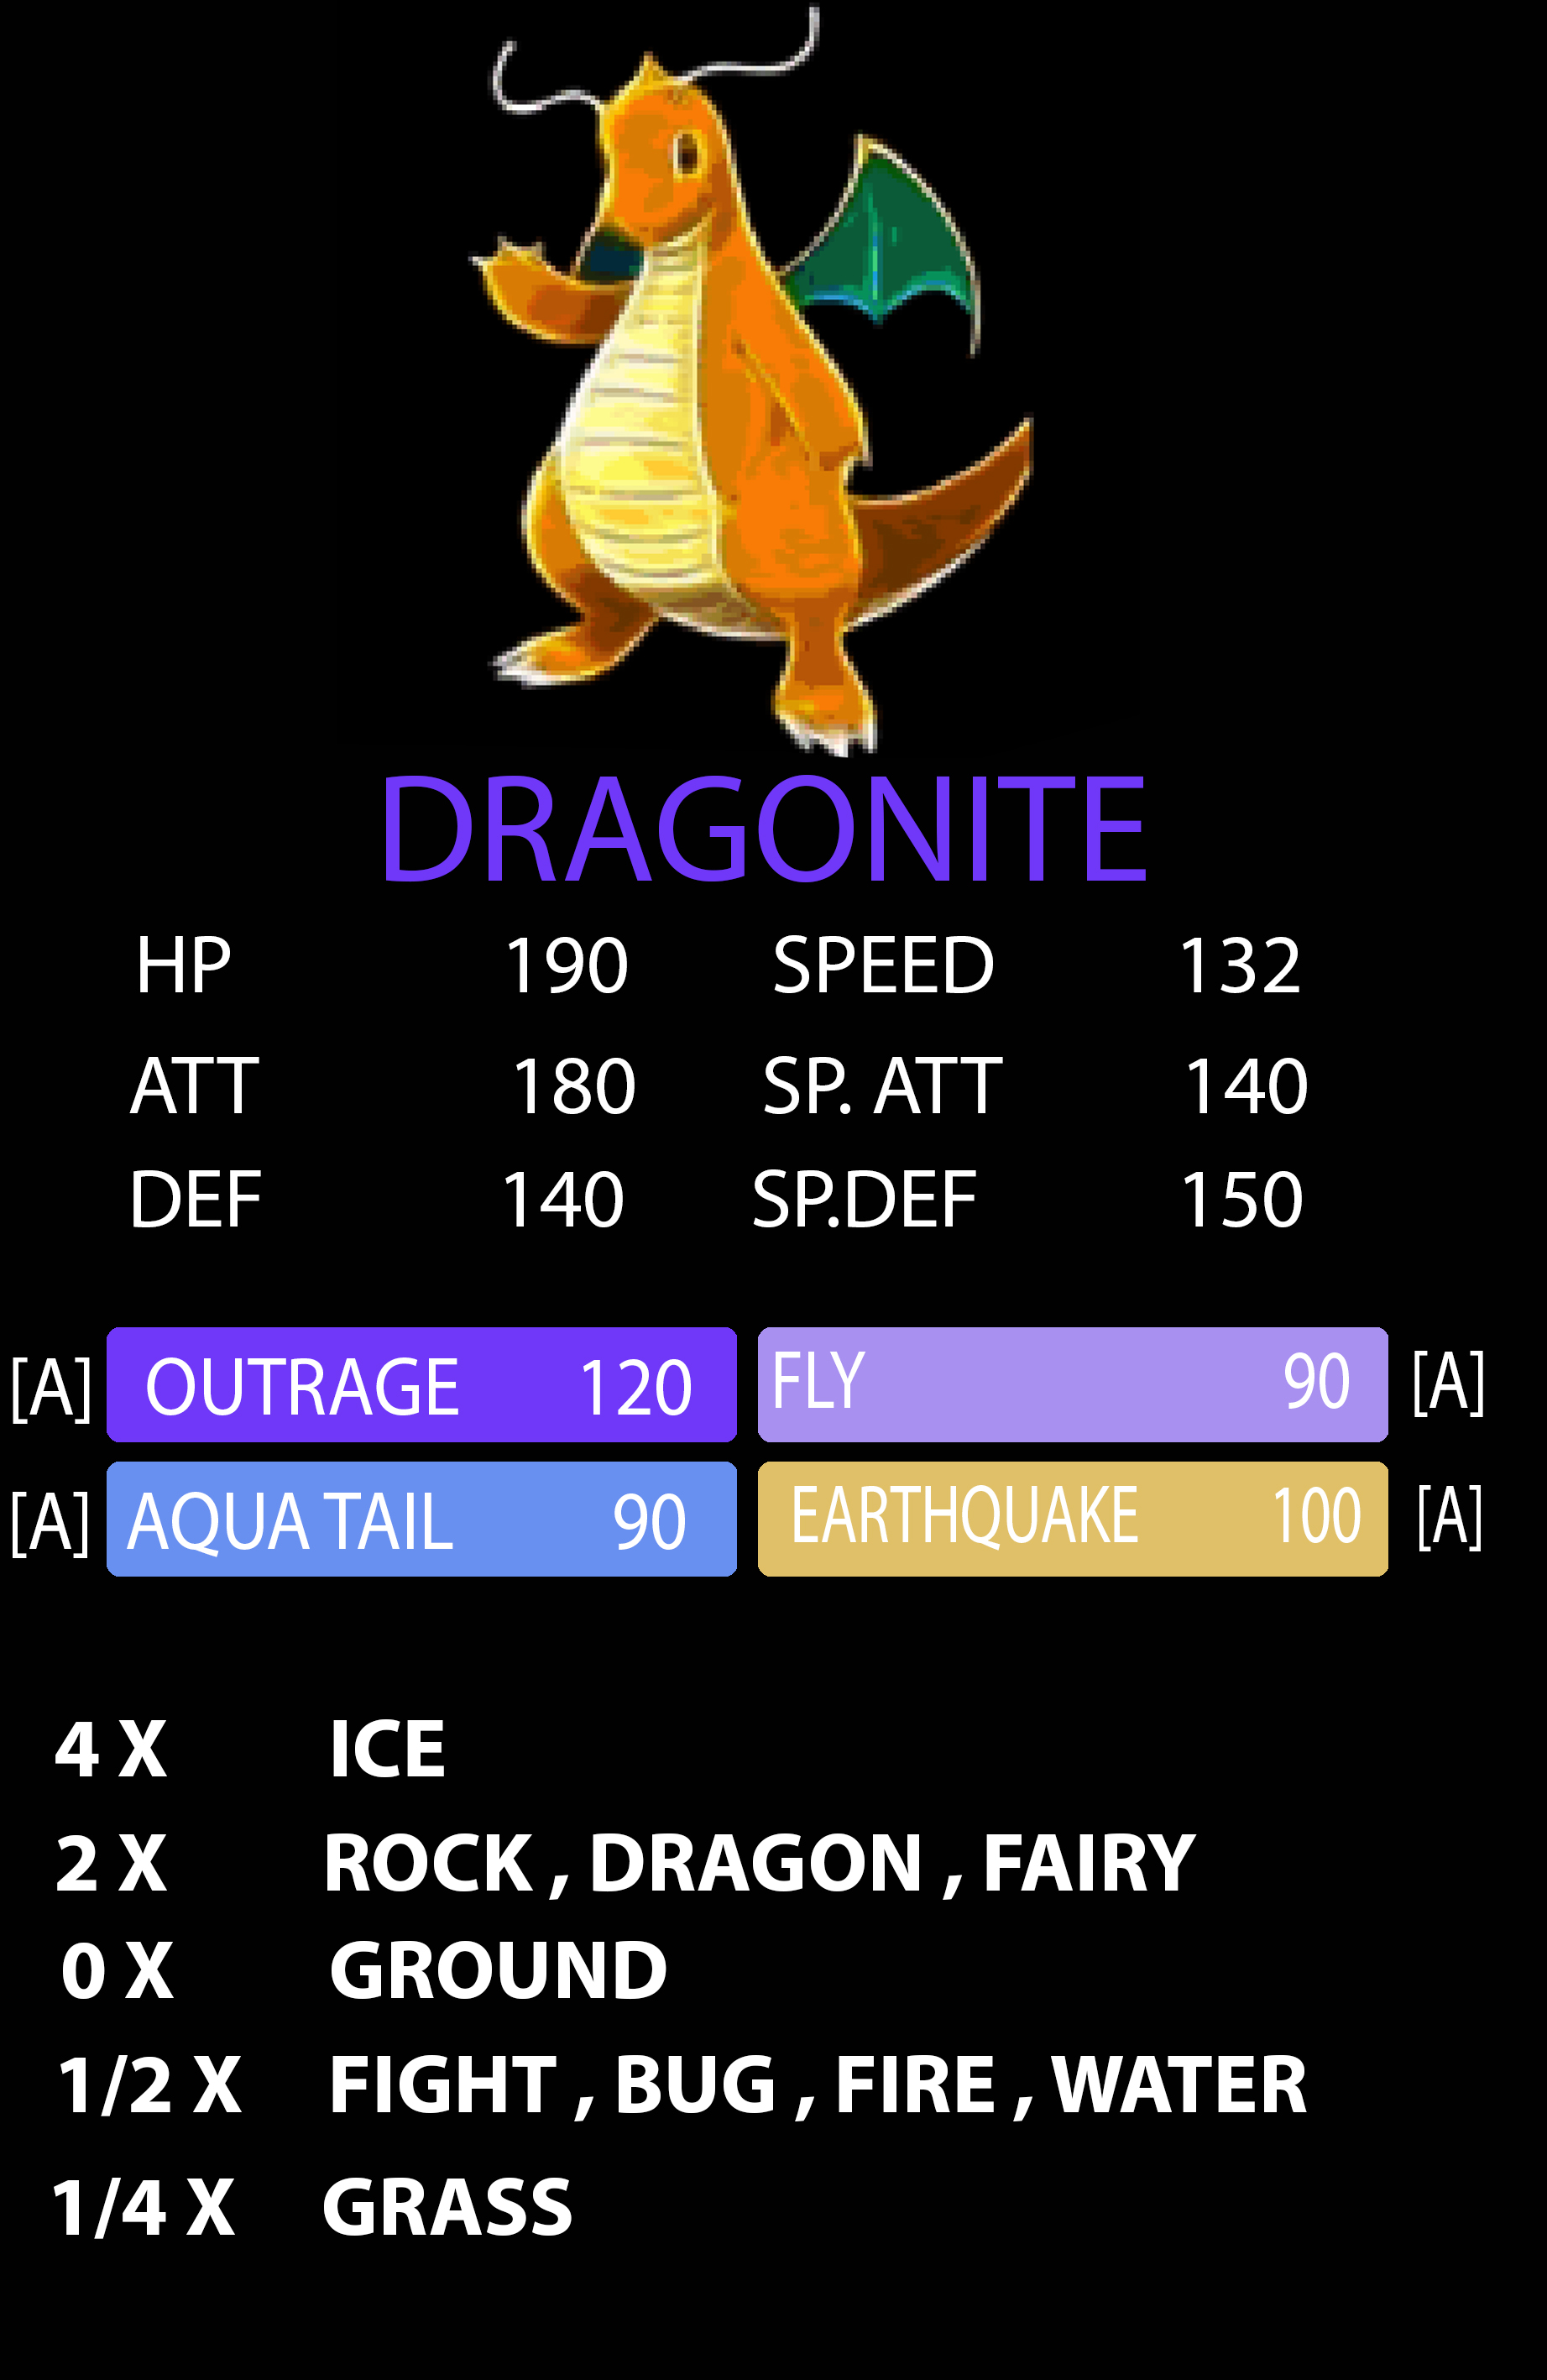 DRAGONITE
HP 190 SPEED 132
ATT 180 SP. ATT 140
DEF 140 SP.DEF 150
[A] OUTRAGE 120 FLY 90 [A]
[A] AQUA TAIL 90 EARTHQUAKE 100 [A]
4 X ICE
2 X ROCK , DRAGON , FAIRY
0 X GROUND
1/2 X FIGHT , BUG , FIRE , WATER
1/4 X GRASS